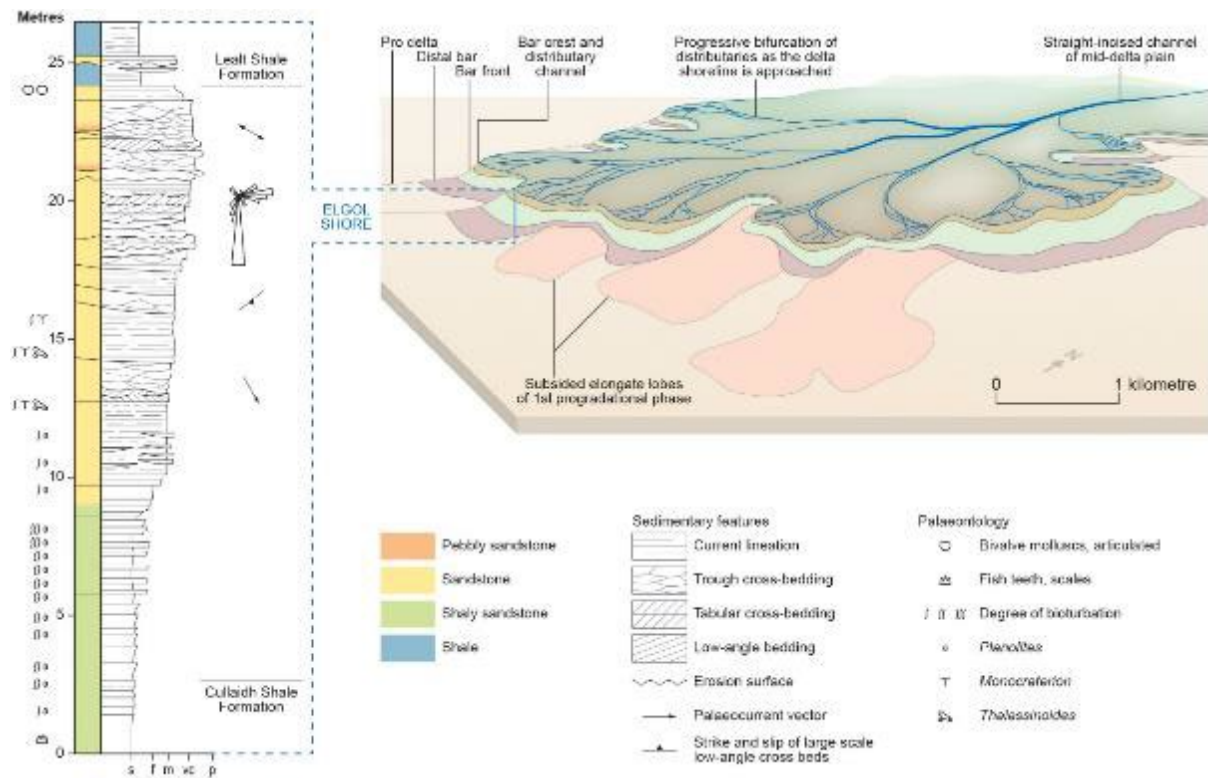 Metres
25
20
15
10
5
0
s f m vc p
Lealt Shale
Formation
Cullaidh Shale
Formation
ELGOL
SHORE
Pro delta
Distal bar
Bar front
Bar crest and
distributary
channel
Progressive bifurcation of
distributaries as the delta
shoreline is approached
Straight-incised channel
of mid-delta plain
Subsided elongate lobes
of 1st progradational phase
N
0 1 kilometre
Pebbly sandstone
Sandstone
Shaly sandstone
Shale
Sedimentary features
Current lineation
Trough cross-bedding
Tabular cross-bedding
Low-angle bedding
Erosion surface
Palaeocurrent vector
Strike and slip of large scale
low-angle cross beds
Palaeontology
Bivalve molluscs, articulated
Fish teeth, scales
Degree of bioturbation
Planolites
Monocraterion
Thalassinoides